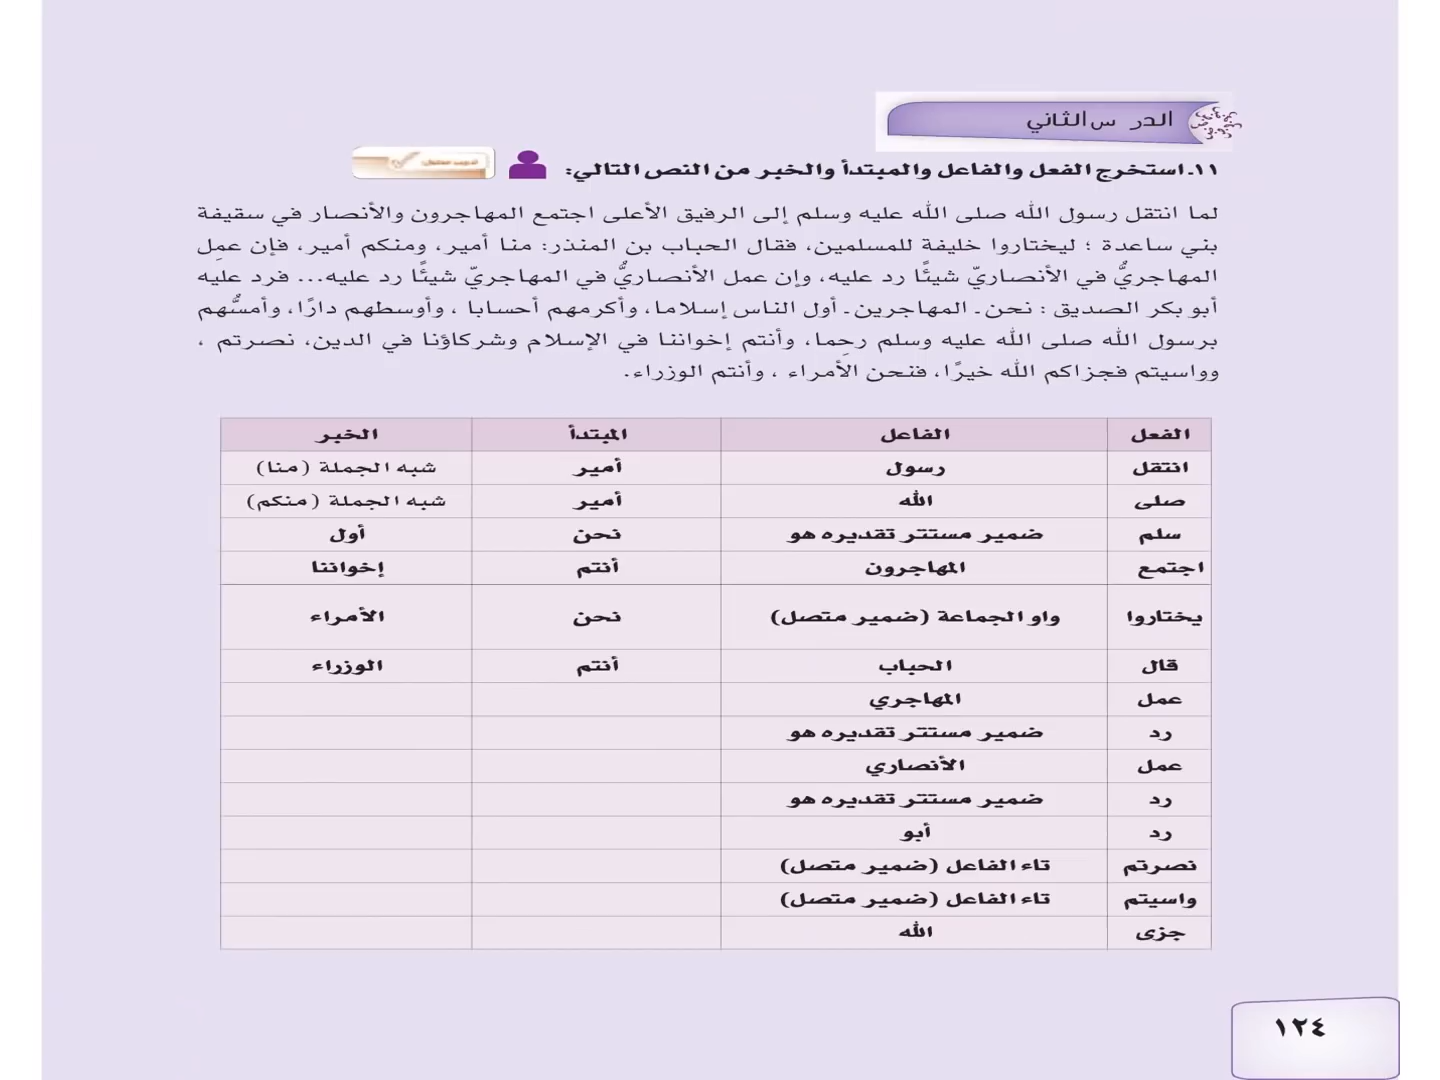 الدرس الثاني
١١ـ استخرج الفعل والفاعل والمبتدأ والخبر من النص التالي:
لما انتقل رسول الله صلى الله عليه وسلم إلى الرفيق الأعلى اجتمع المهاجرون والأنصار في سقيفة
بني ساعدة ؛ ليختاروا خليفة للمسلمين، فقال الحباب بن المنذر: منا أمير، ومنكم أمير، فإن عمِل
المهاجريُّ في الأنصاريّ شيئًا رد عليه، وإن عمل الأنصاريُّ في المهاجريّ شيئًا رد عليه... فرد عليه
أبو بكر الصديق : نحن ـ المهاجرين ـ أول الناس إسلاما، وأكرمهم أحسابا ، وأوسطهم دارًا، وأمسُّهم
برسول الله صلى الله عليه وسلم رحِما، وأنتم إخواننا في الإسلام وشركاؤنا في الدين، نصرتم ،
وواسيتم فجزاكم الله خيرًا، فنحن الأمراء ، وأنتم الوزراء.
الفعل الفاعل المبتدأ الخبر
انتقل رسول أمير شبه الجملة (منا)
صلى الله أمير شبه الجملة (منكم)
سلم ضمير مستتر تقديره هو نحن أول
اجتمع المهاجرون أنتم إخواننا
يختاروا واو الجماعة (ضمير متصل) نحن الأمراء
قال الحباب أنتم الوزراء
عمل المهاجري
رد ضمير مستتر تقديره هو
عمل الأنصاري
رد ضمير مستتر تقديره هو
رد أبو
نصرتم تاء الفاعل (ضمير متصل)
واسيتم تاء الفاعل (ضمير متصل)
جزى الله
١٢٤